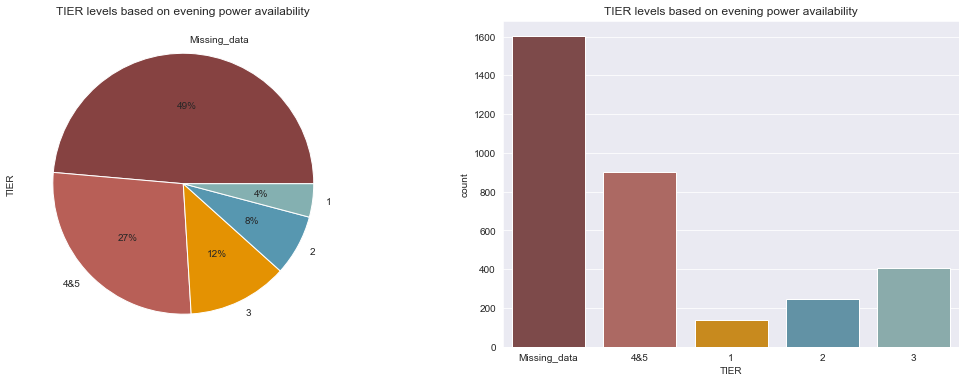 TIER levels based on evening power availability
Missing_data
49%
TIER
4%
1
8%
2
27%
12%
4&5
3
TIER levels based on evening power availability
1600
1400
1200
1000
800
600
400
200
0
count
Missing_data 4&5 1 2 3
TIER